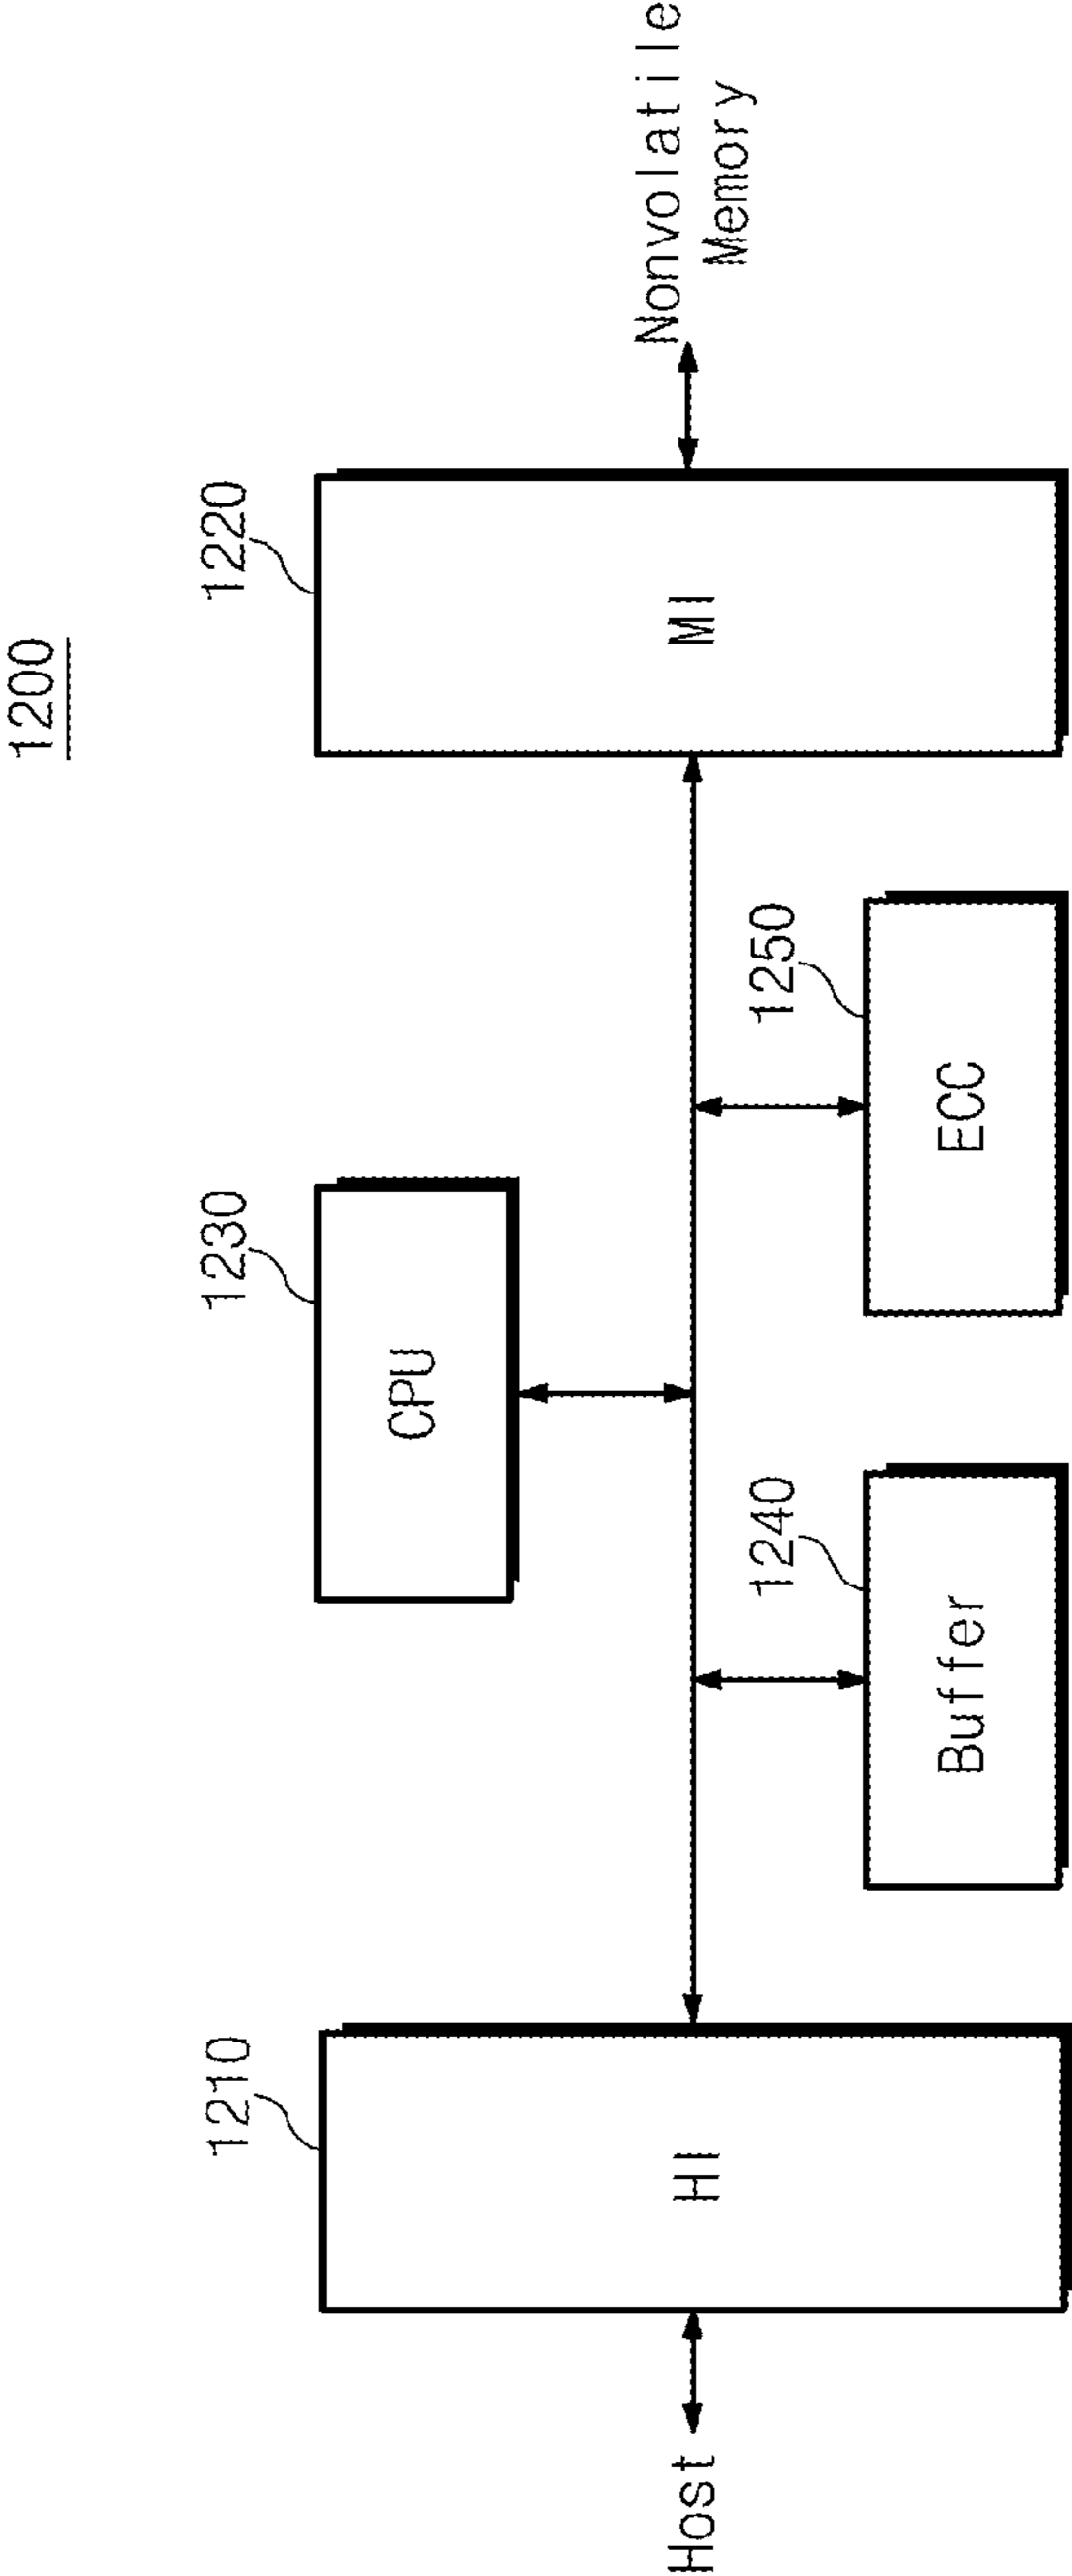 1200
1230
1220
CPU
Host
HI
MI
Nonvolatile
Memory
1210
1240
1250
Buffer
ECC